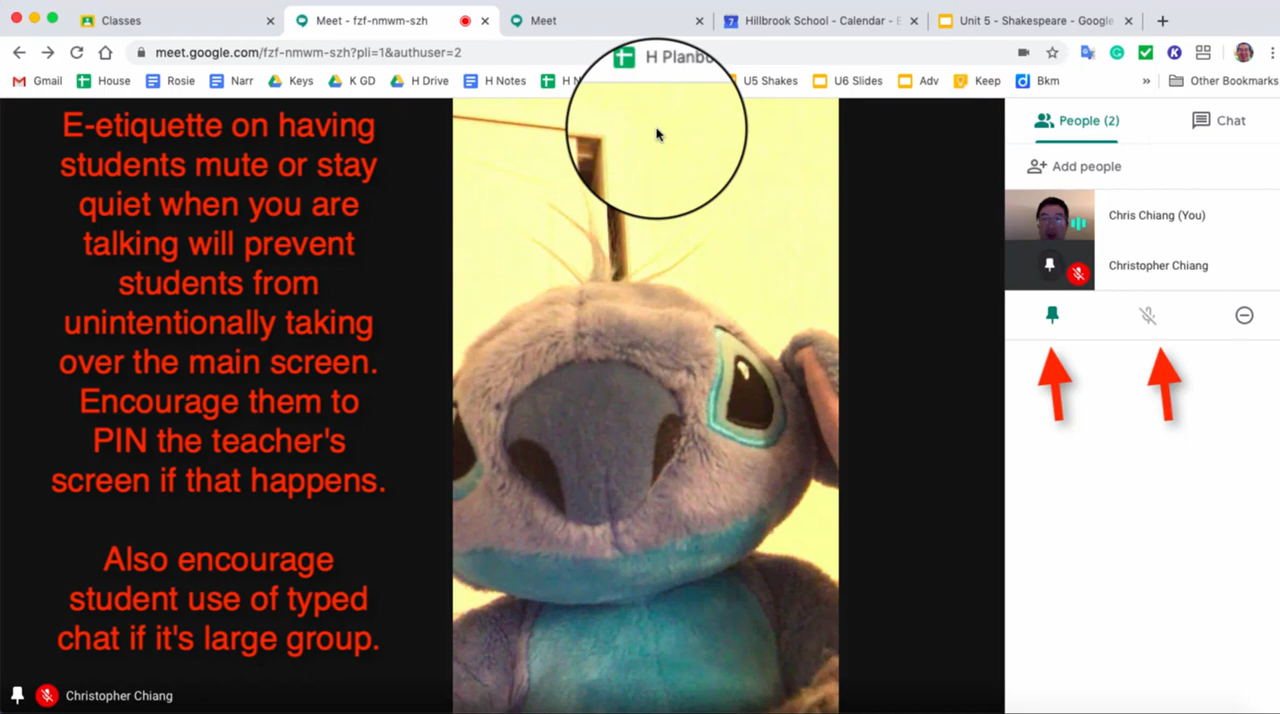 Classes
Meet - fzf-nmwm-szh
Meet
Hillbrook School - Calendar -
Unit 5 - Shakespeare - Google
meet.google.com/fzf-nmwm-szh?pli=1&authuser=2
H Planbo
Gmail
House
Rosie
Narr
Keys
K GD
H Drive
H Notes
H N
U5 Shakes
U6 Slides
Adv
Keep
Bkm
»
Other Bookmarks
E-etiquette on having
students mute or stay
quiet when you are
talking will prevent
students from
unintentionally taking
over the main screen.
Encourage them to
PIN the teacher's
screen if that happens.
Also encourage
student use of typed
chat if it's large group.
Christopher Chiang
People (2)
Chat
Add people
Chris Chiang (You)
Christopher Chiang